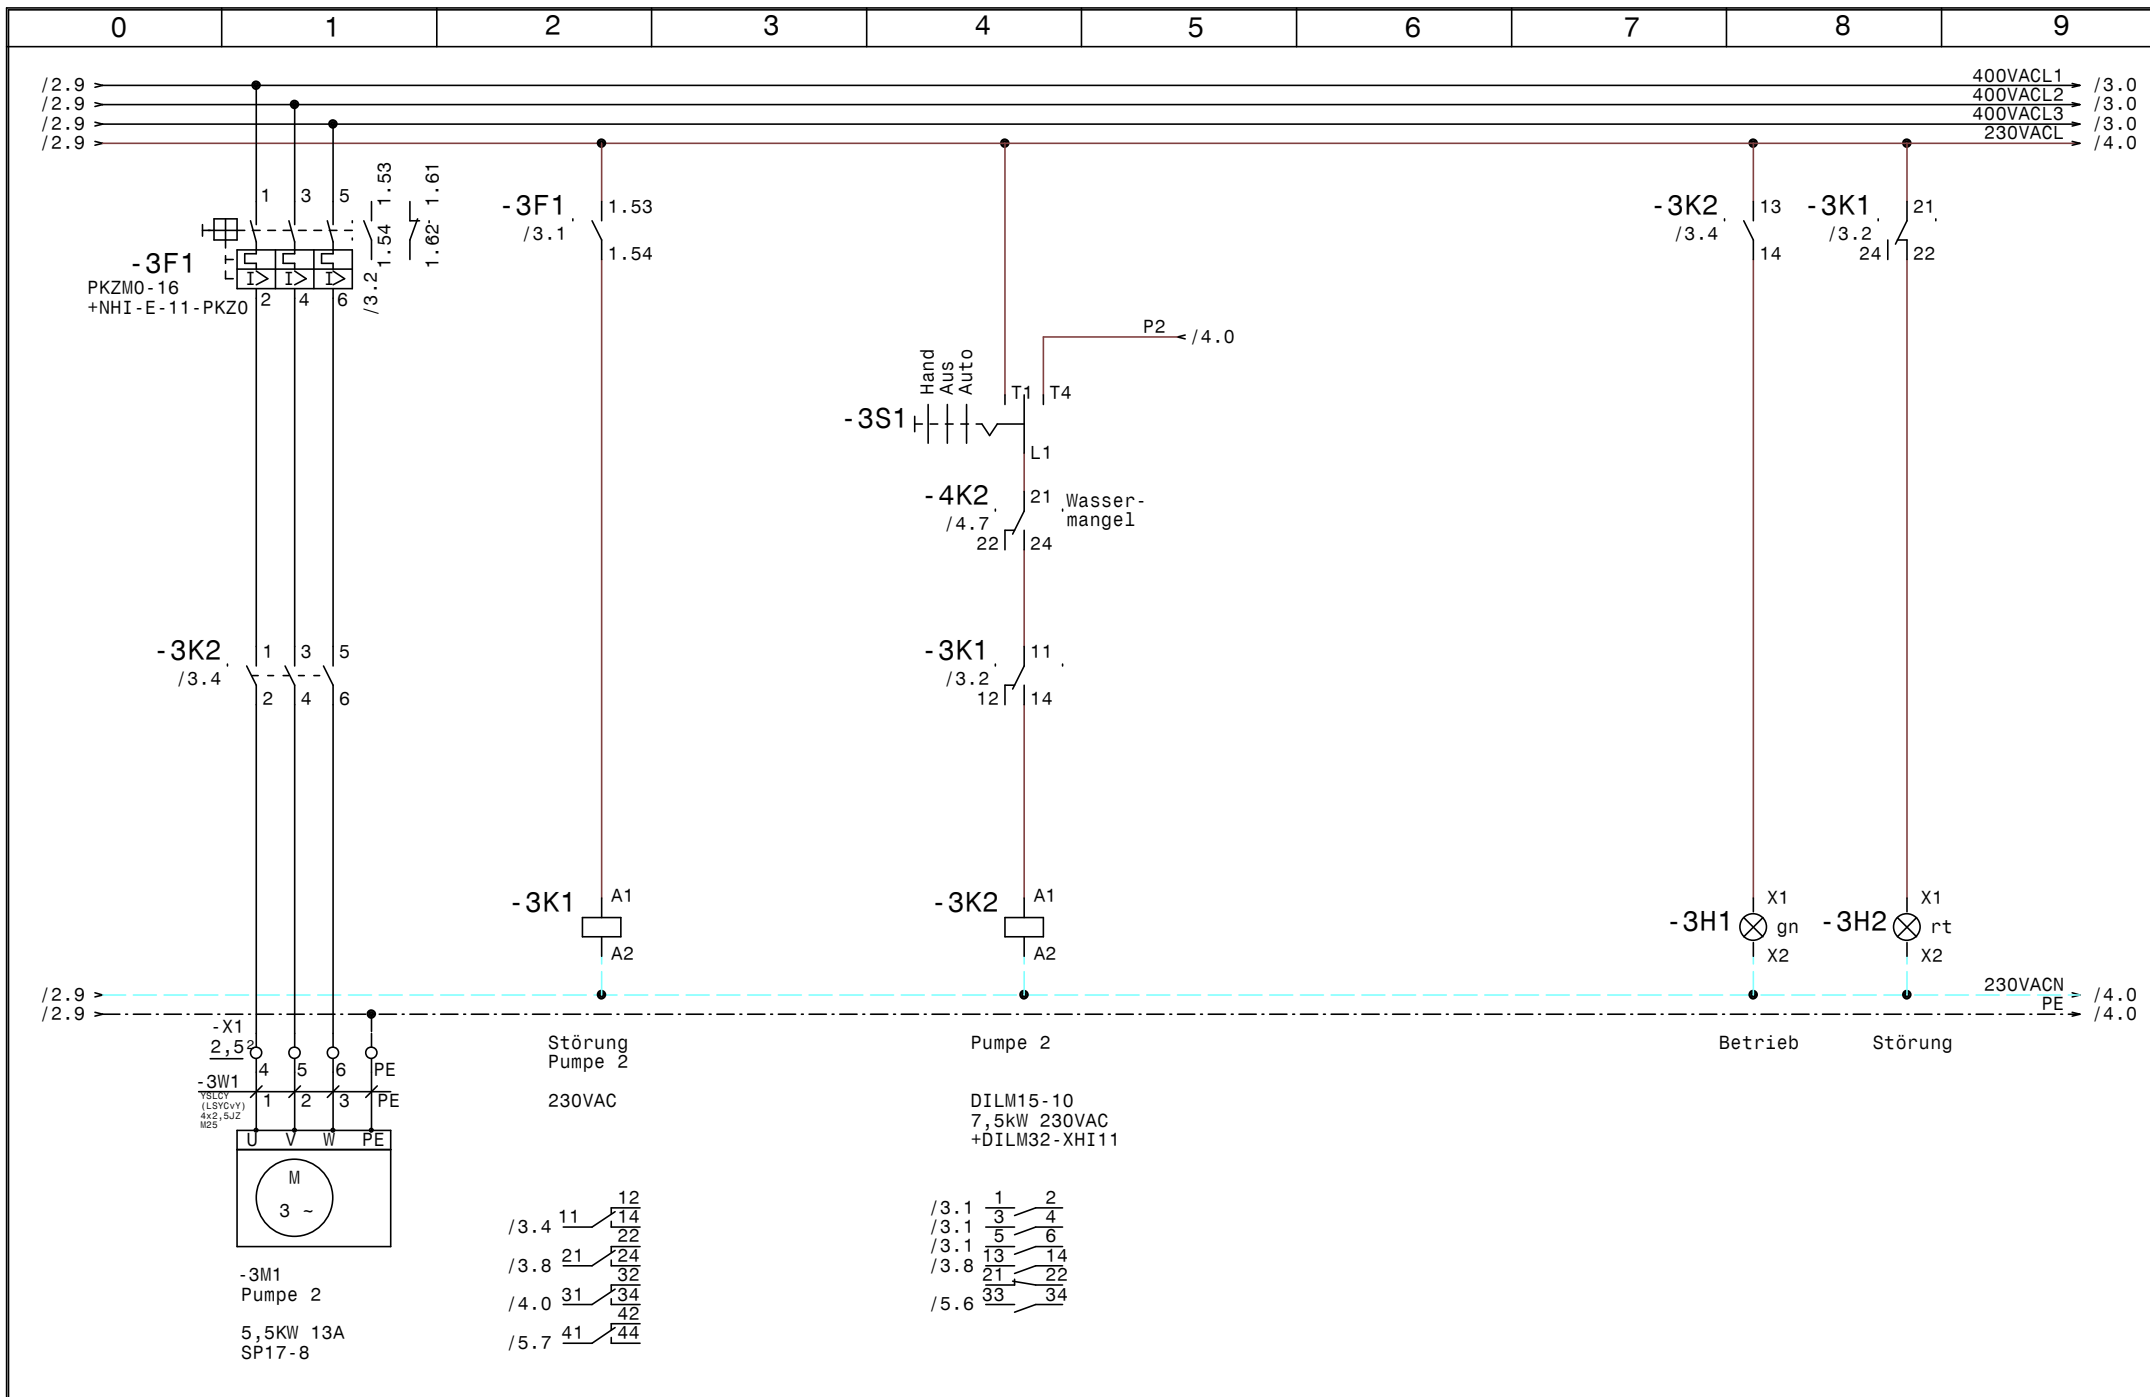 0 1 2 3 4 5 6 7 8 9
/2.9 400VACL1 /3.0
/2.9 400VACL2 /3.0
/2.9 400VACL3 /3.0
/2.9 230VACL /4.0
1 3 5 1.53 1.61
1.54 1.62
-3F1
PKZM0-16
+NHI-E-11-PKZ0
I> I> I>
2 4 6 /3.2
-3F1 1.53
/3.1
1.54
-3K2 13
/3.4
14
-3K1 21
/3.2
24 22
P2 /4.0
Hand
Aus
Auto
T1 T4
-3S1
L1
-4K2 21 Wasser-
/4.7 mangel
22 24
-3K2 1 3 5
/3.4
2 4 6
-3K1 11
/3.2
12 14
-3K1 A1
A2
-3K2 A1
A2
-3H1 X1
gn
X2
-3H2 X1
rt
X2
/2.9 230VACN /4.0
/2.9 PE /4.0
-X1
2,5²
4 5 6 PE
-3W1
YSLCY
(LSYCvY)
4x2,5JZ
M25
1 2 3 PE
U V W PE
M
3 ~
-3M1
Pumpe 2
5,5KW 13A
SP17-8
Störung
Pumpe 2
230VAC
12
/3.4 11 14
22
/3.8 21 24
32
/4.0 31 34
42
/5.7 41 44
Pumpe 2
DILM15-10
7,5kW 230VAC
+DILM32-XHI11
/3.1 1 2
/3.1 3 4
/3.1 5 6
/3.8 13 14
21 22
/5.6 33 34
Betrieb
Störung